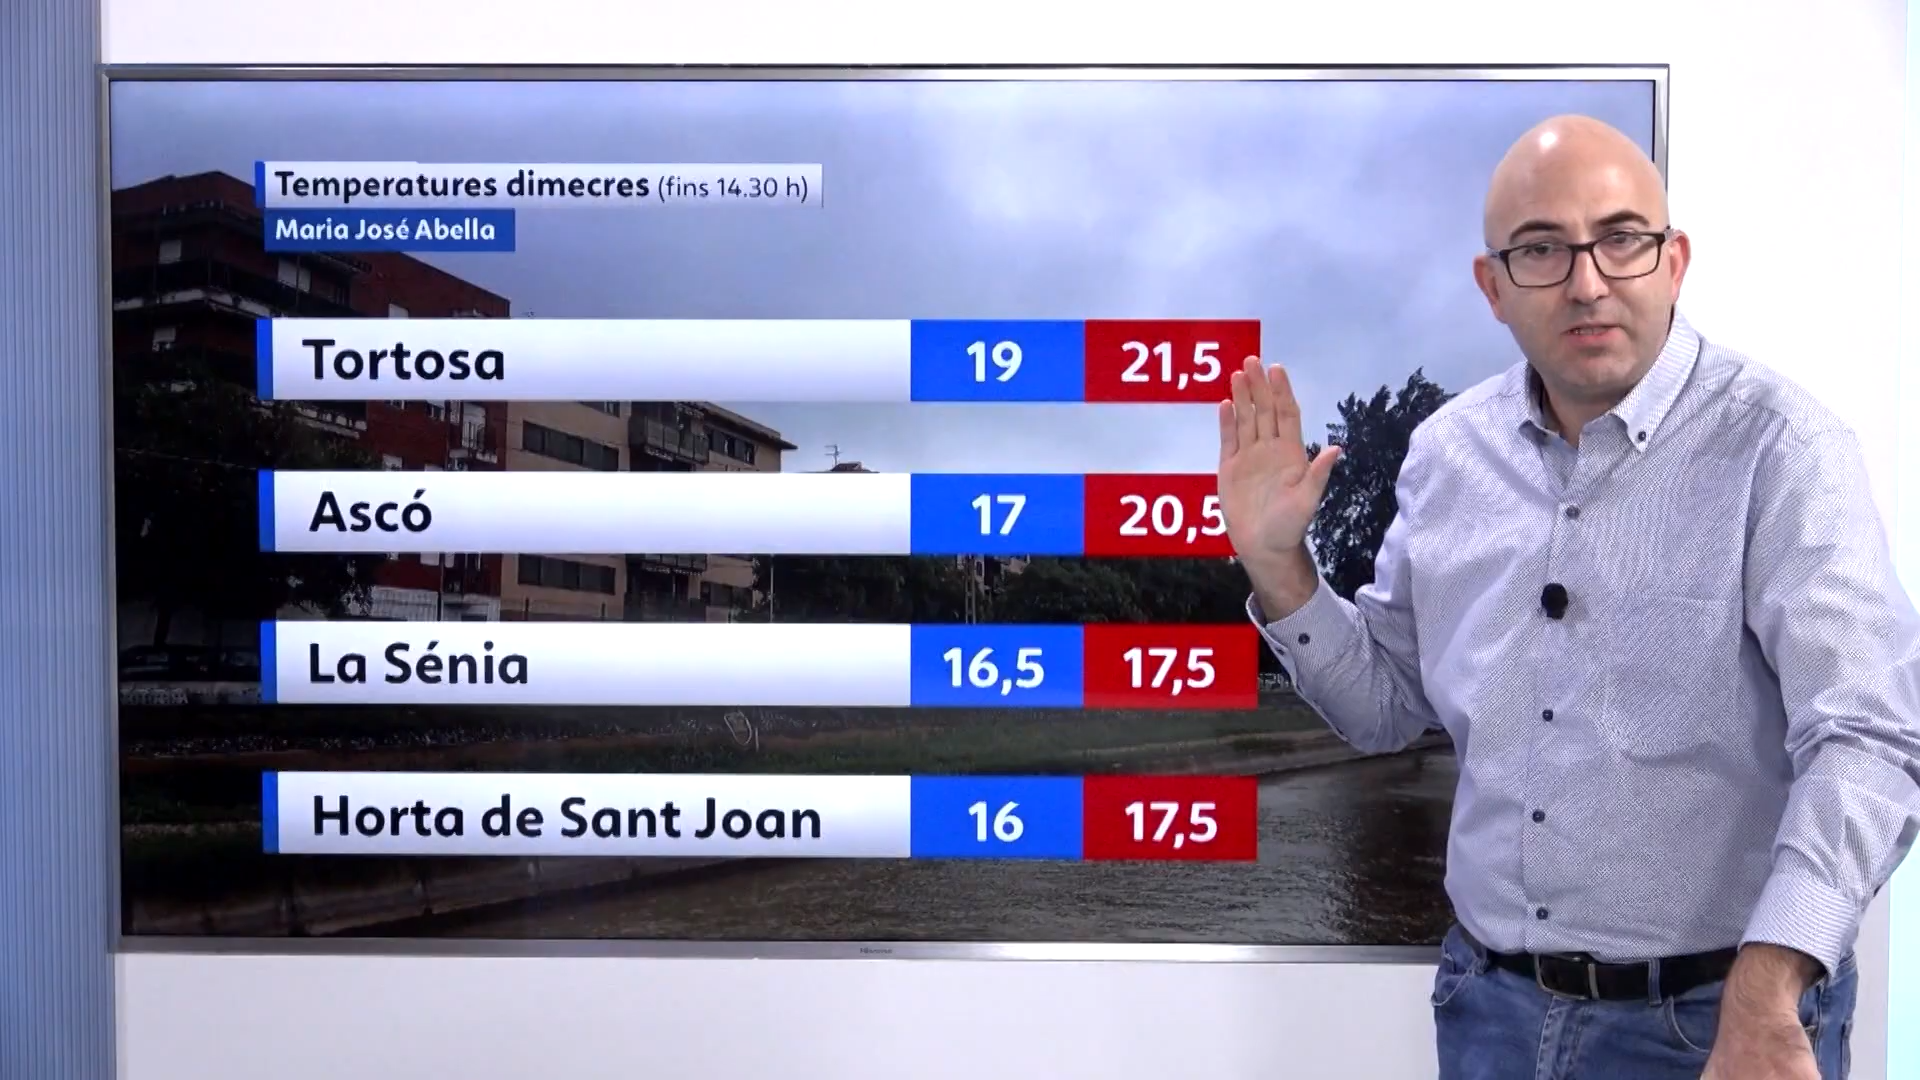 Temperatures dimecres (fins 14.30 h)
Maria José Abella
Tortosa 19 21,5
Ascó 17 20,5
La Sénia 16,5 17,5
Horta de Sant Joan 16 17,5
Hisense